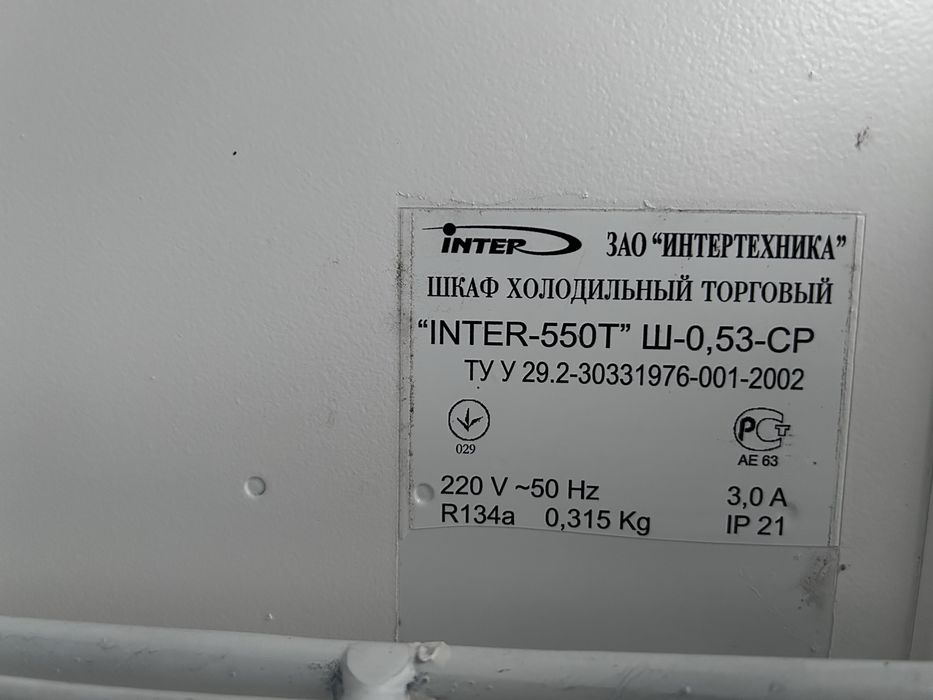 INTER ЗАО “ИНТЕРТЕХНИКА”
ШКАФ ХОЛОДИЛЬНЫЙ ТОРГОВЫЙ
“INTER-550T” Ш-0,53-СР
ТУ У 29.2-30331976-001-2002
029
РСТ
АЕ 63
220 V ~50 Hz 3,0 A
R134a 0,315 Kg IP 21